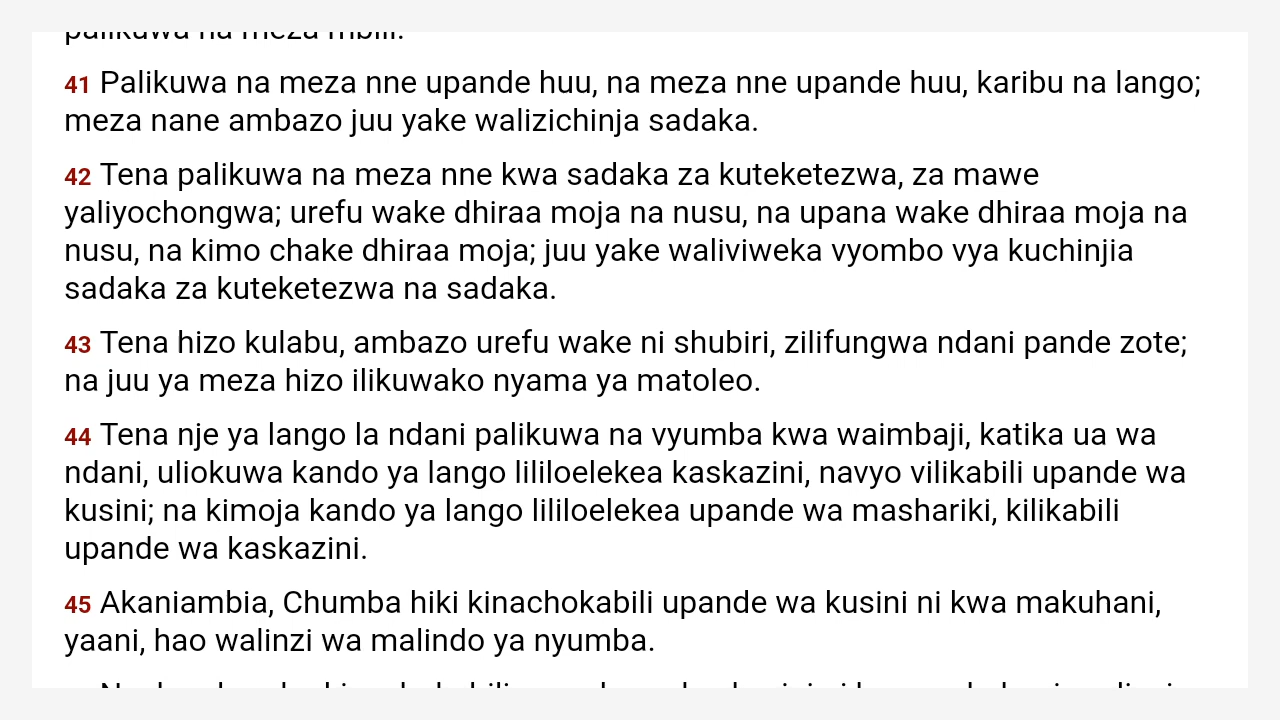 palikuwa na meza mbili.
41 Palikuwa na meza nne upande huu, na meza nne upande huu, karibu na lango;
meza nane ambazo juu yake walizichinja sadaka.
42 Tena palikuwa na meza nne kwa sadaka za kuteketezwa, za mawe
yaliyochongwa; urefu wake dhiraa moja na nusu, na upana wake dhiraa moja na
nusu, na kimo chake dhiraa moja; juu yake waliviweka vyombo vya kuchinjia
sadaka za kuteketezwa na sadaka.
43 Tena hizo kulabu, ambazo urefu wake ni shubiri, zilifungwa ndani pande zote;
na juu ya meza hizo ilikuwako nyama ya matoleo.
44 Tena nje ya lango la ndani palikuwa na vyumba kwa waimbaji, katika ua wa
ndani, uliokuwa kando ya lango lililoelekea kaskazini, navyo vilikabili upande wa
kusini; na kimoja kando ya lango lililoelekea upande wa mashariki, kilikabili
upande wa kaskazini.
45 Akaniambia, Chumba hiki kinachokabili upande wa kusini ni kwa makuhani,
yaani, hao walinzi wa malindo ya nyumba.